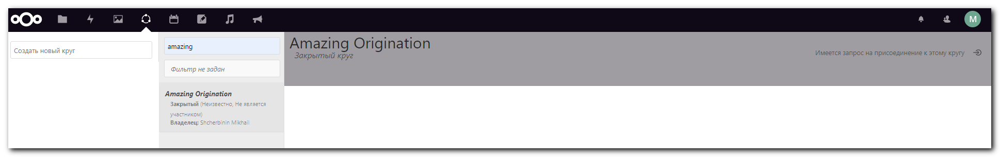 M
Создать новый круг
amazing
Фильтр не задан
Amazing Origination
Закрытый (Неизвестно, Не является
участником)
Владелец: Shcherbinin Mikhail
Amazing Origination
Закрытый круг
Имеется запрос на присоединение к этому кругу